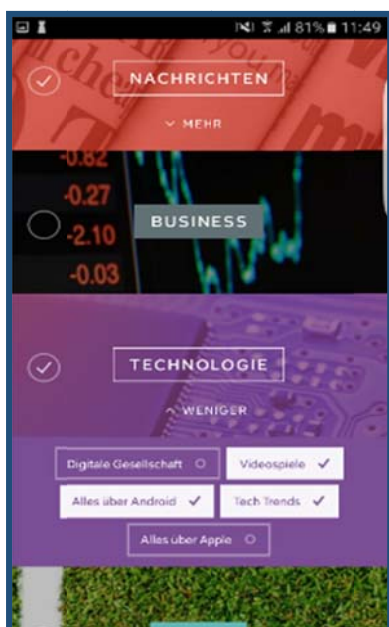 81% 11:49
NACHRICHTEN
MEHR
-0.82
-0.27
-2.10
-0.03
BUSINESS
TECHNOLOGIE
WENIGER
Digitale Gesellschaft Videospiele
Alles über Android Tech Trends
Alles über Apple